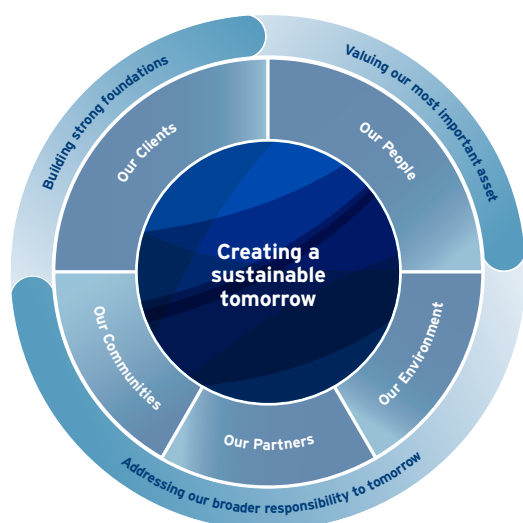 Building strong foundations
Valuing our most important asset
Our Clients
Our People
Creating a
sustainable
tomorrow
Our Communities
Our Environment
Our Partners
Addressing our broader responsibility to tomorrow